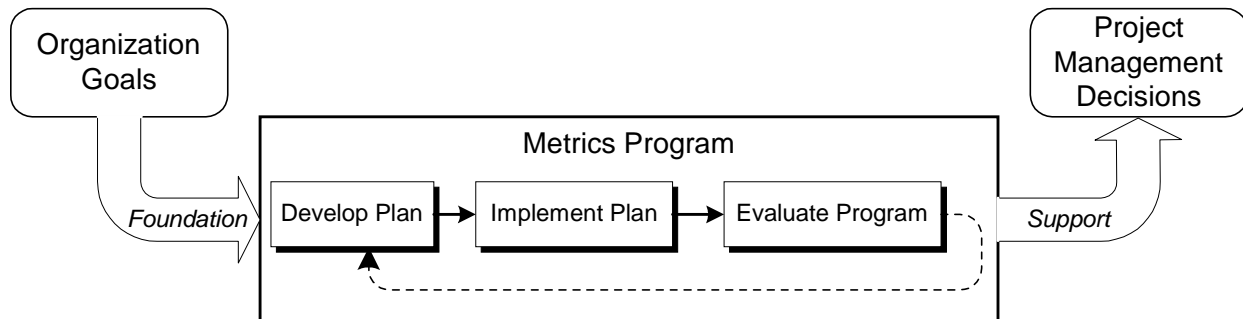 Organization
Goals
Project
Management
Decisions
Metrics Program
Foundation
Develop Plan
Implement Plan
Evaluate Program
Support